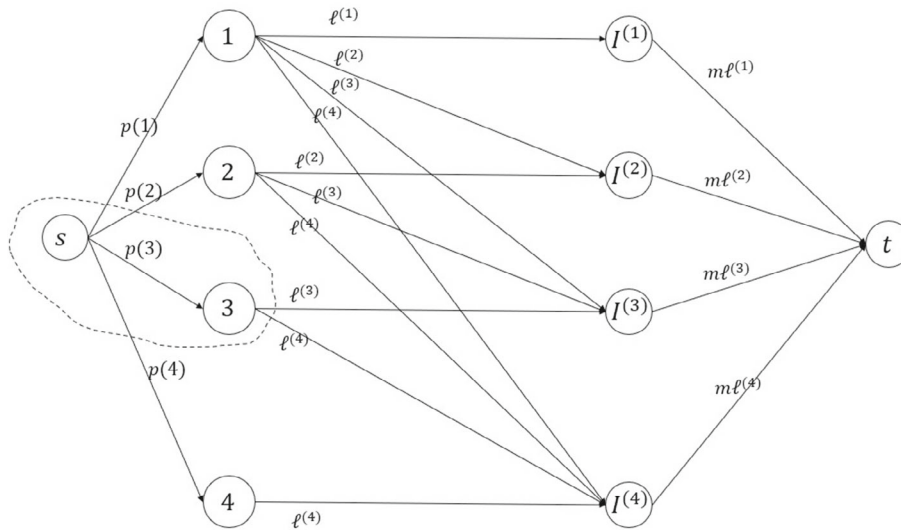 ℓ⁽¹⁾
1
I⁽¹⁾
ℓ⁽²⁾
mℓ⁽¹⁾
ℓ⁽³⁾
ℓ⁽⁴⁾
p(1)
ℓ⁽²⁾
2
I⁽²⁾
mℓ⁽²⁾
p(2)
ℓ⁽³⁾
ℓ⁽⁴⁾
s
t
p(3)
mℓ⁽³⁾
ℓ⁽³⁾
3
I⁽³⁾
ℓ⁽⁴⁾
p(4)
mℓ⁽⁴⁾
4
I⁽⁴⁾
ℓ⁽⁴⁾